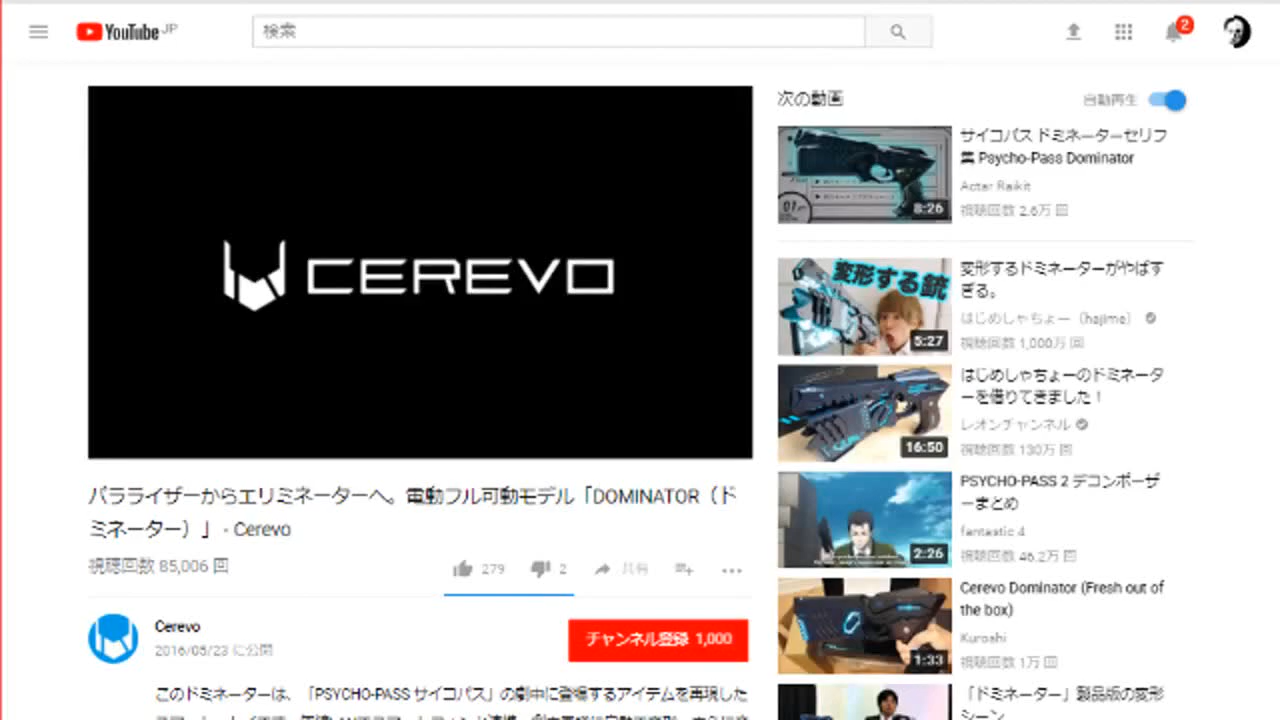 YouTube JP
検索
2
CEREVO
パラライザーからエリミネーターへ。電動フル可動モデル「DOMINATOR（ド
ミネーター）」 - Cerevo
視聴回数 85,006 回
279
2
共有
Cerevo
2016/05/23 に公開
チャンネル登録 1,000
このドミネーターは、「PSYCHO-PASS サイコパス」の劇中に登場するアイテムを再現した
次の動画
自動再生
8:26
サイコパス ドミネーターセリフ
集 Psycho-Pass Dominator
Actar Raikit
視聴回数 2.6万 回
変形する銃
5:27
変形するドミネーターがやばす
ぎる。
はじめしゃちょー（hajime）
視聴回数 1,000万 回
16:50
はじめしゃちょーのドミネータ
ーを借りてきました！
レオンチャンネル
視聴回数 130万 回
2:26
PSYCHO-PASS 2 デコンポーザ
ーまとめ
fantastic 4
視聴回数 46.2万 回
1:33
Cerevo Dominator (Fresh out of
the box)
Kuroshi
視聴回数 1万 回
「ドミネーター」製品版の変形
シーン